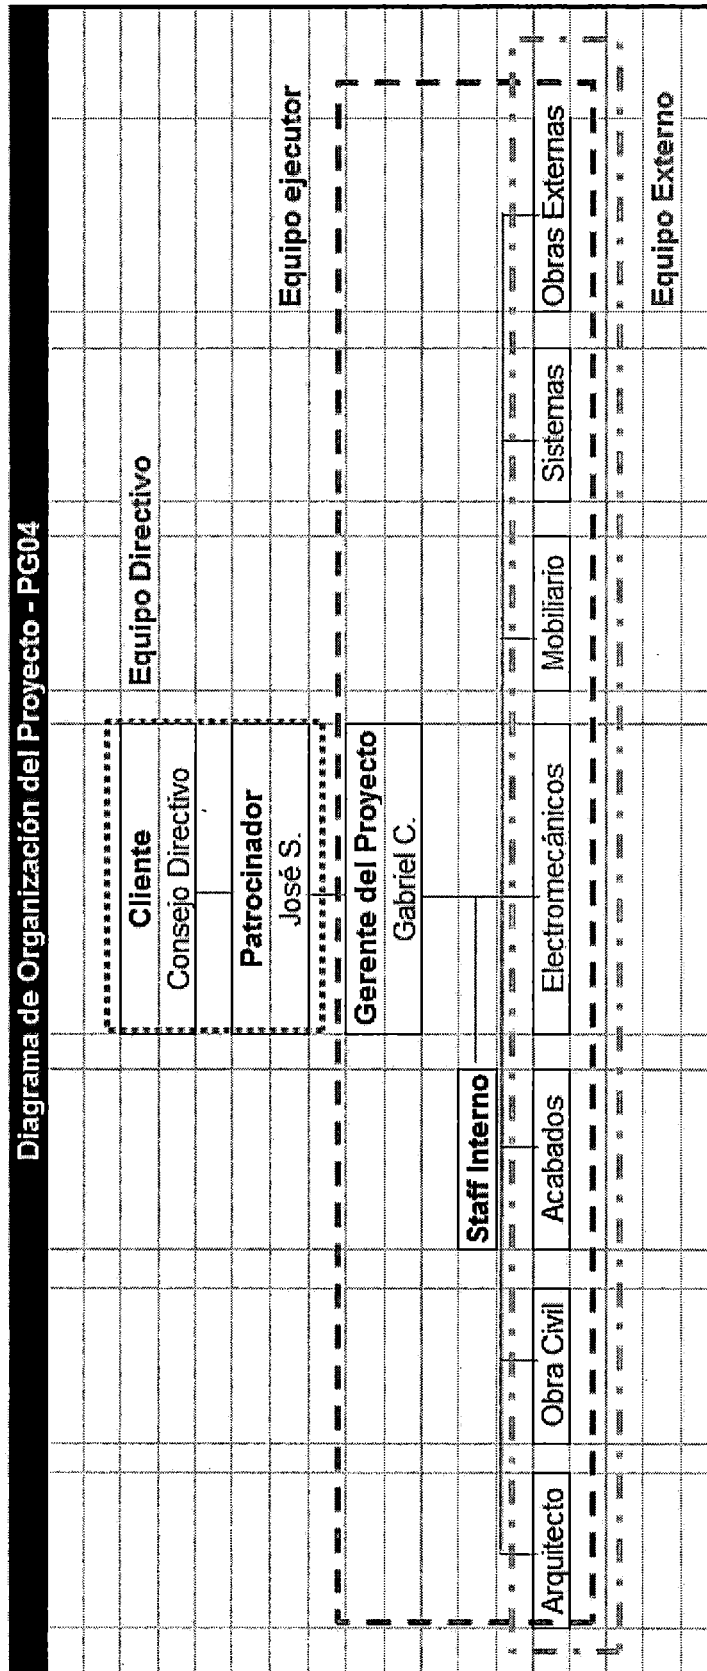 Diagrama de Organización del Proyecto - PG04
Cliente
Consejo Directivo
Equipo Directivo
Patrocinador
José S.
Equipo ejecutor
Gerente del Proyecto
Gabriel C.
Staff Interno
Arquitecto
Obra Civil
Acabados
Electromecánicos
Mobiliario
Sistemas
Obras Externas
Equipo Externo